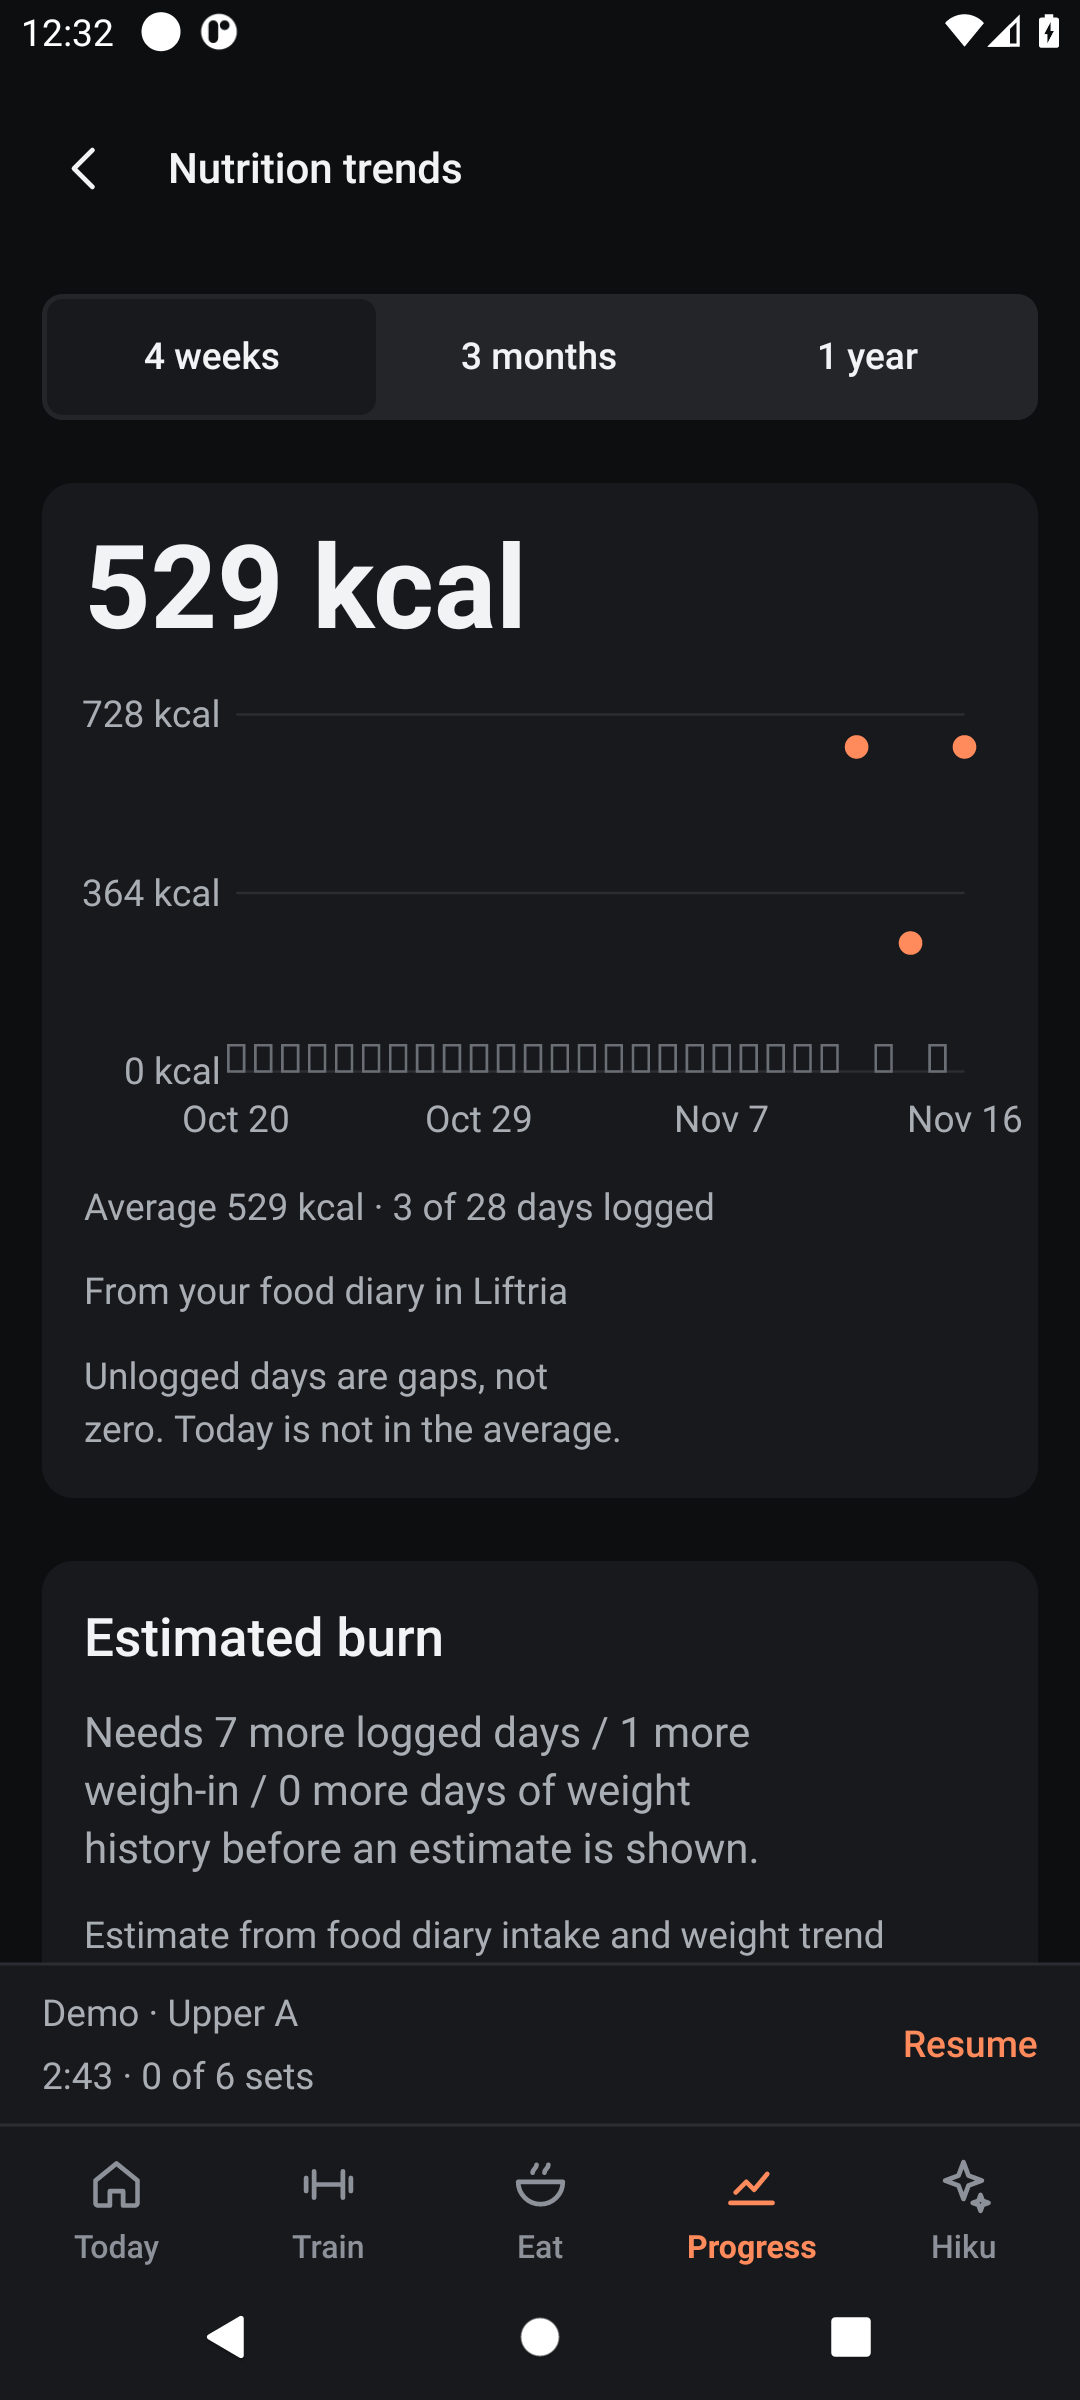 12:32
Nutrition trends
4 weeks
3 months
1 year
529 kcal
728 kcal
364 kcal
0 kcal
Oct 20
Oct 29
Nov 7
Nov 16
Average 529 kcal · 3 of 28 days logged
From your food diary in Liftria
Unlogged days are gaps, not
zero. Today is not in the average.
Estimated burn
Needs 7 more logged days / 1 more
weigh-in / 0 more days of weight
history before an estimate is shown.
Estimate from food diary intake and weight trend
Demo · Upper A
2:43 · 0 of 6 sets
Resume
Today
Train
Eat
Progress
Hiku